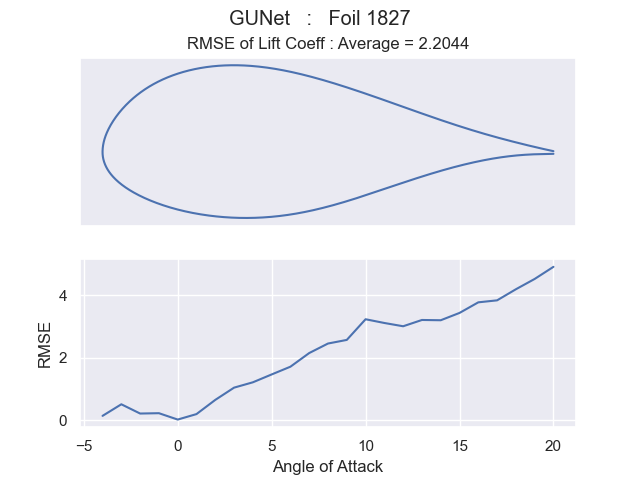 GUNet   :   Foil 1827
RMSE of Lift Coeff : Average = 2.2044
4
2
0
RMSE
−5 0 5 10 15 20
Angle of Attack